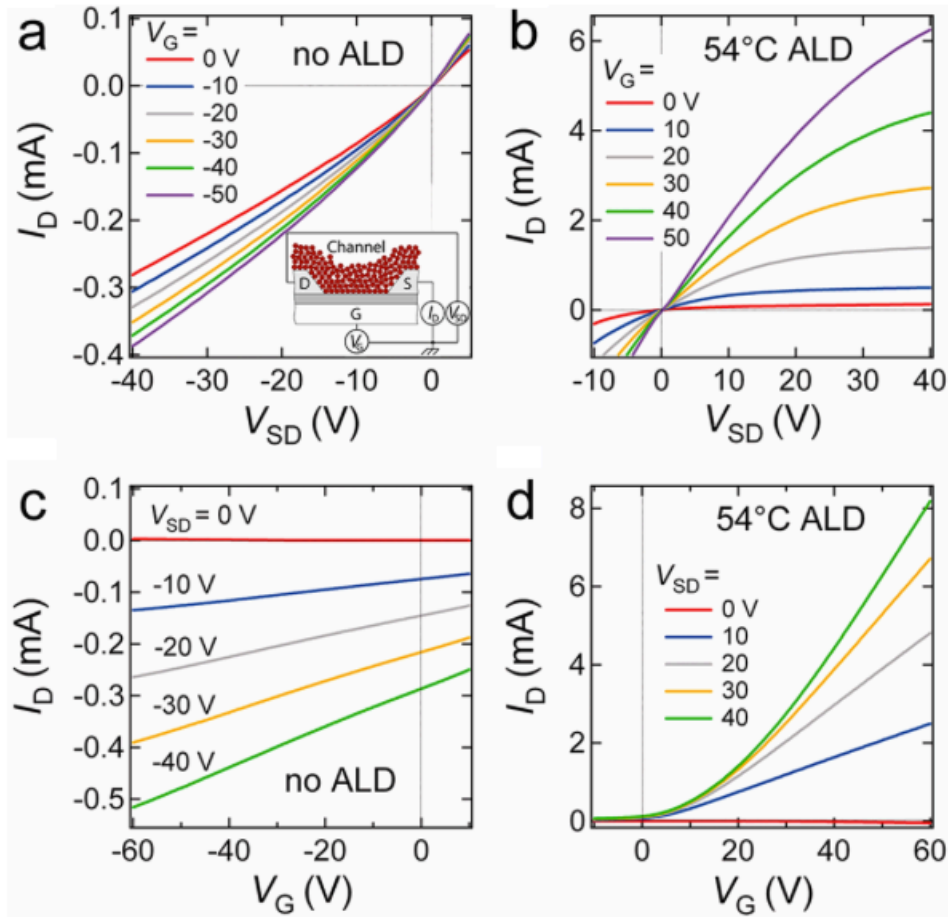 a
no ALD
V_G =
0 V
-10
-20
-30
-40
-50
0.1
0.0
-0.1
-0.2
-0.3
-0.4
I_D (mA)
Channel
D
S
G
I_D
V_SD
V_G
-40 -30 -20 -10 0
V_SD (V)
b
54°C ALD
V_G =
0 V
10
20
30
40
50
6
4
2
0
I_D (mA)
-10 0 10 20 30 40
V_SD (V)
c
V_SD = 0 V
-10 V
-20 V
-30 V
-40 V
no ALD
0.1
0.0
-0.1
-0.2
-0.3
-0.4
-0.5
I_D (mA)
-60 -40 -20 0
V_G (V)
d
54°C ALD
V_SD =
0 V
10
20
30
40
8
6
4
2
0
I_D (mA)
0 20 40 60
V_G (V)